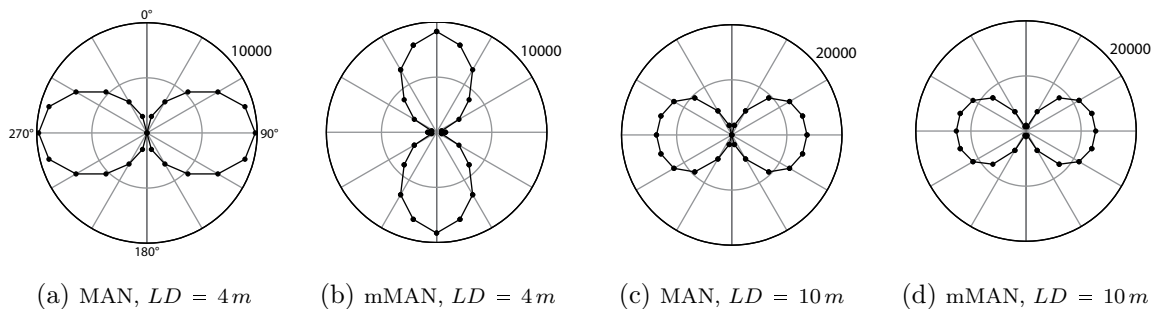 0°
10000
270°
90°
180°
10000
20000
20000
(a) MAN, LD = 4 m
(b) mMAN, LD = 4 m
(c) MAN, LD = 10 m
(d) mMAN, LD = 10 m